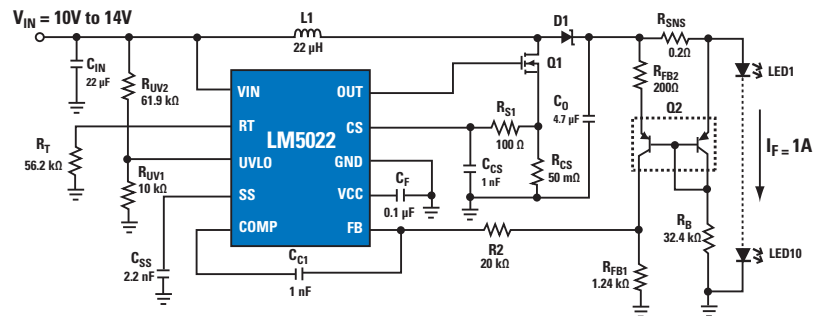 V_IN = 10V to 14V
L1
22 µH
D1
R_SNS
0.2Ω
C_IN
22 µF
R_UV2
61.9 kΩ
Q1
R_FB2
200Ω
LED1
VIN
OUT
R_S1
100 Ω
C_O
4.7 µF
Q2
R_T
56.2 kΩ
RT
LM5022
CS
I_F = 1A
UVLO
GND
R_UV1
10 kΩ
C_CS
1 nF
R_CS
50 mΩ
SS
VCC
C_F
0.1 µF
R_B
32.4 kΩ
COMP
FB
R2
20 kΩ
LED10
C_SS
2.2 nF
C_C1
1 nF
R_FB1
1.24 kΩ